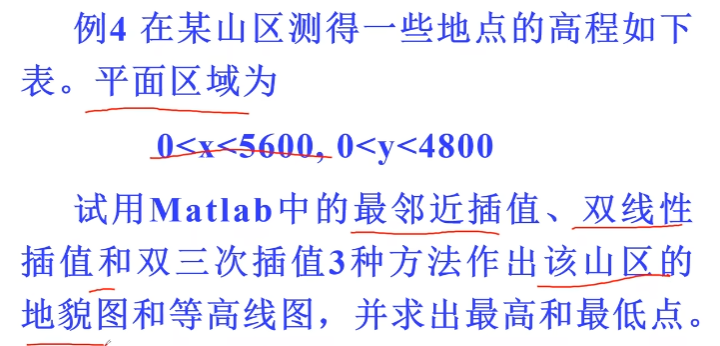 例4 在某山区测得一些地点的高程如下
表。平面区域为
0<x<5600, 0<y<4800
试用Matlab中的最邻近插值、双线性
插值和双三次插值3种方法作出该山区的
地貌图和等高线图，并求出最高和最低点。